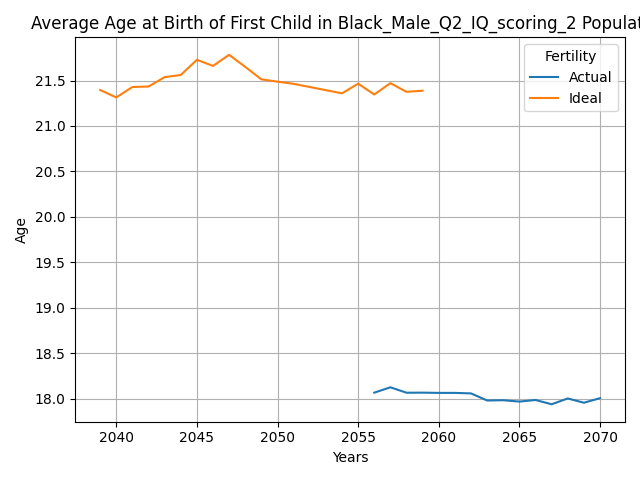 Average Age at Birth of First Child in Black_Male_Q2_IQ_scoring_2 Populat
Fertility
Actual
Ideal
21.5
21.0
20.5
20.0
19.5
19.0
18.5
18.0
Age
2040 2045 2050 2055 2060 2065 2070
Years